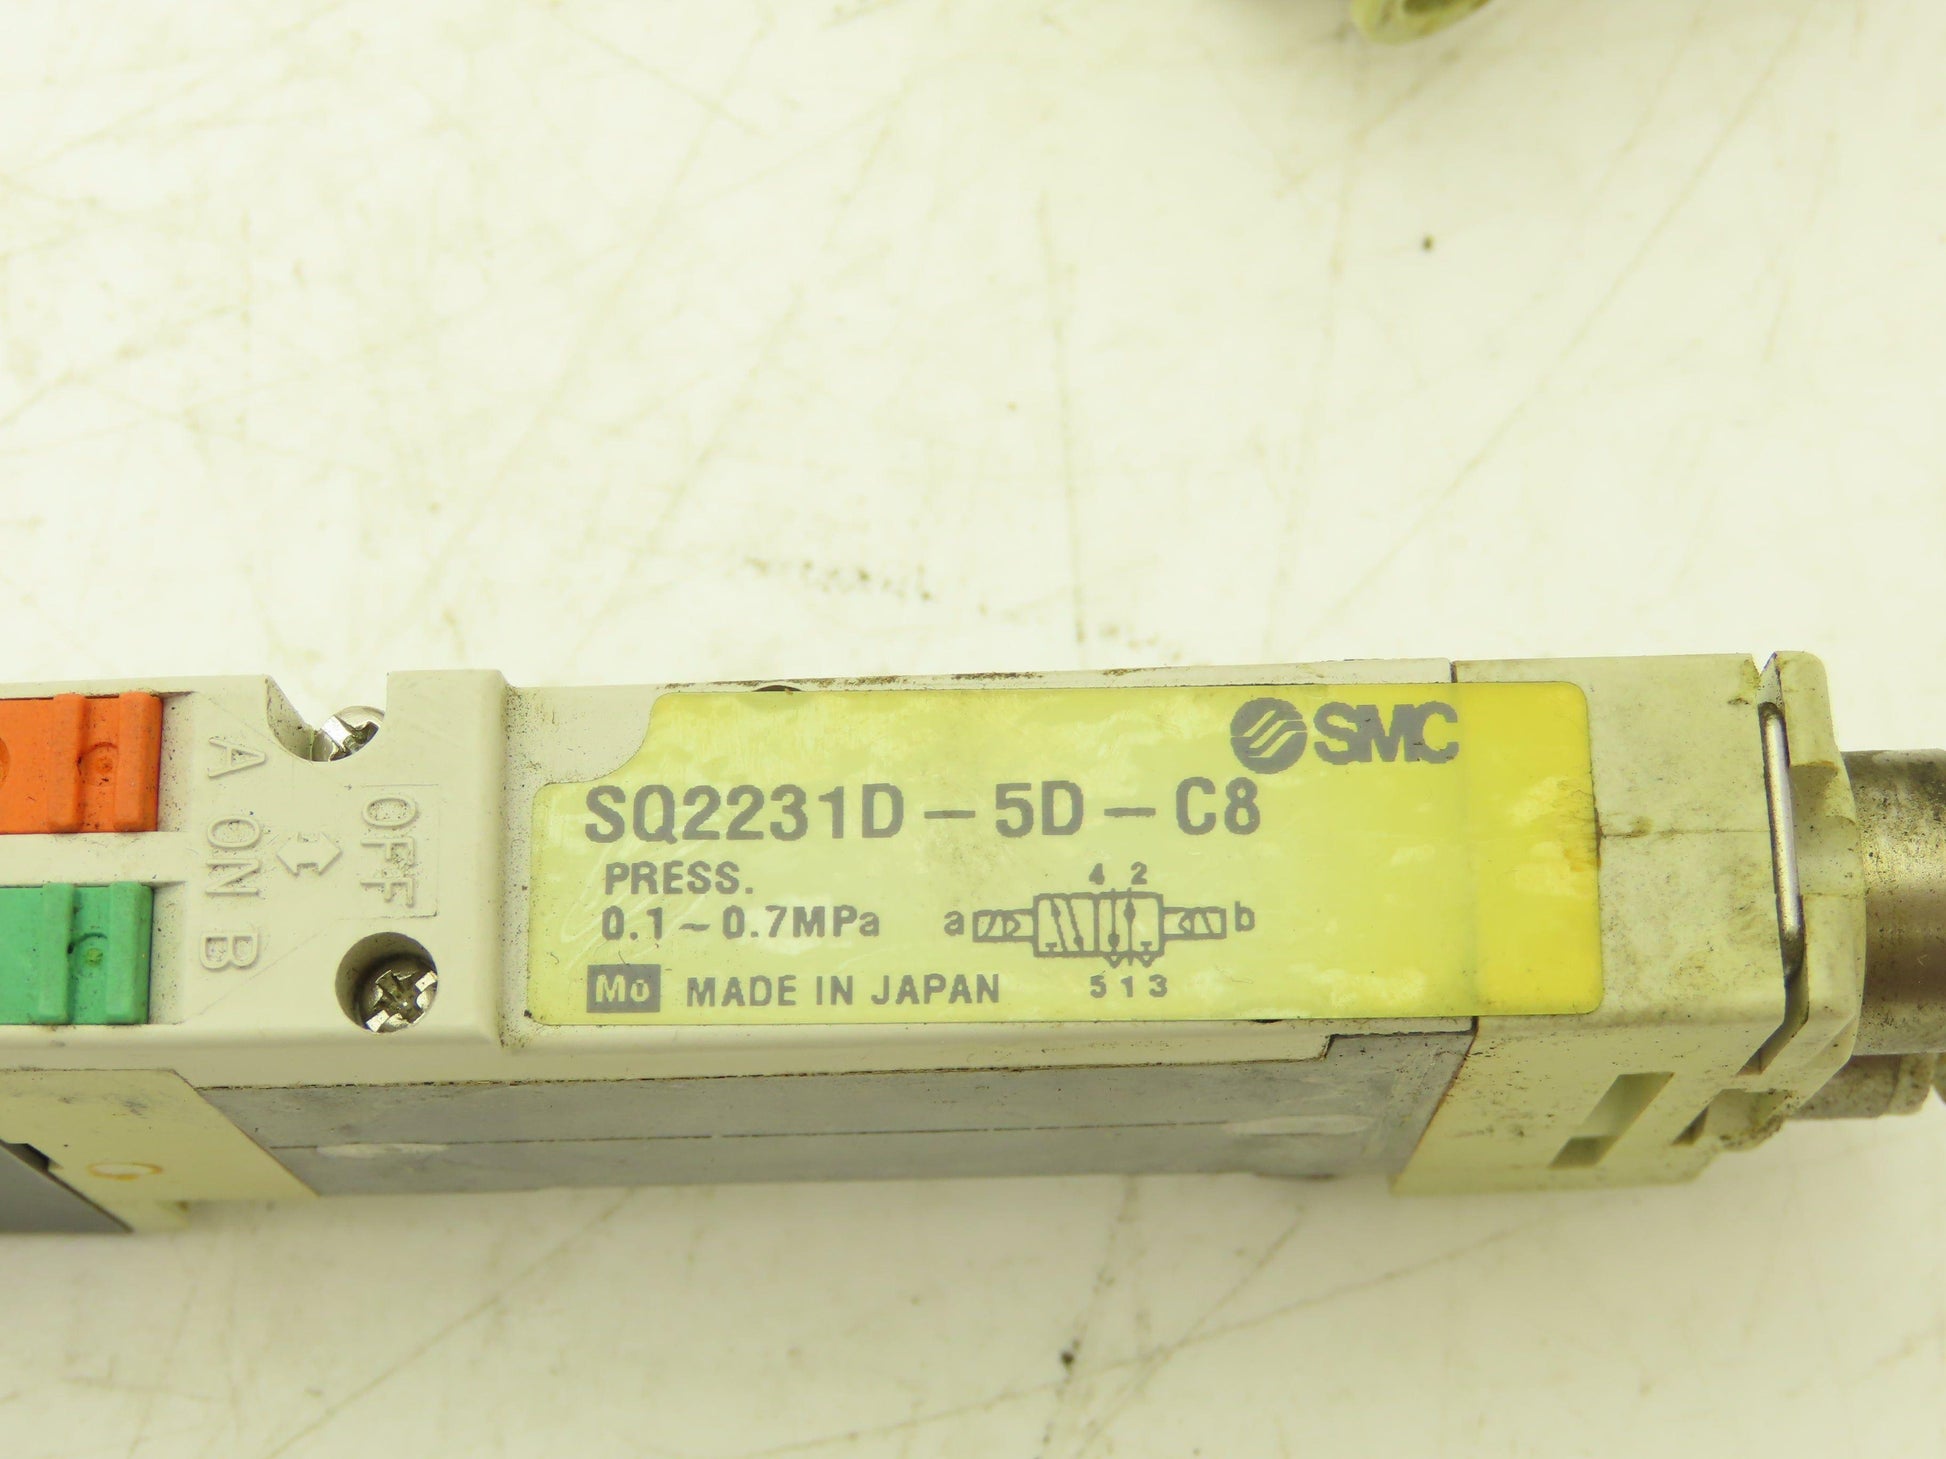 SMC
SQ2231D-5D-C8
PRESS.
0.1~0.7MPa
4 2
a b
5 1 3
Mo MADE IN JAPAN
A ON B
OFF